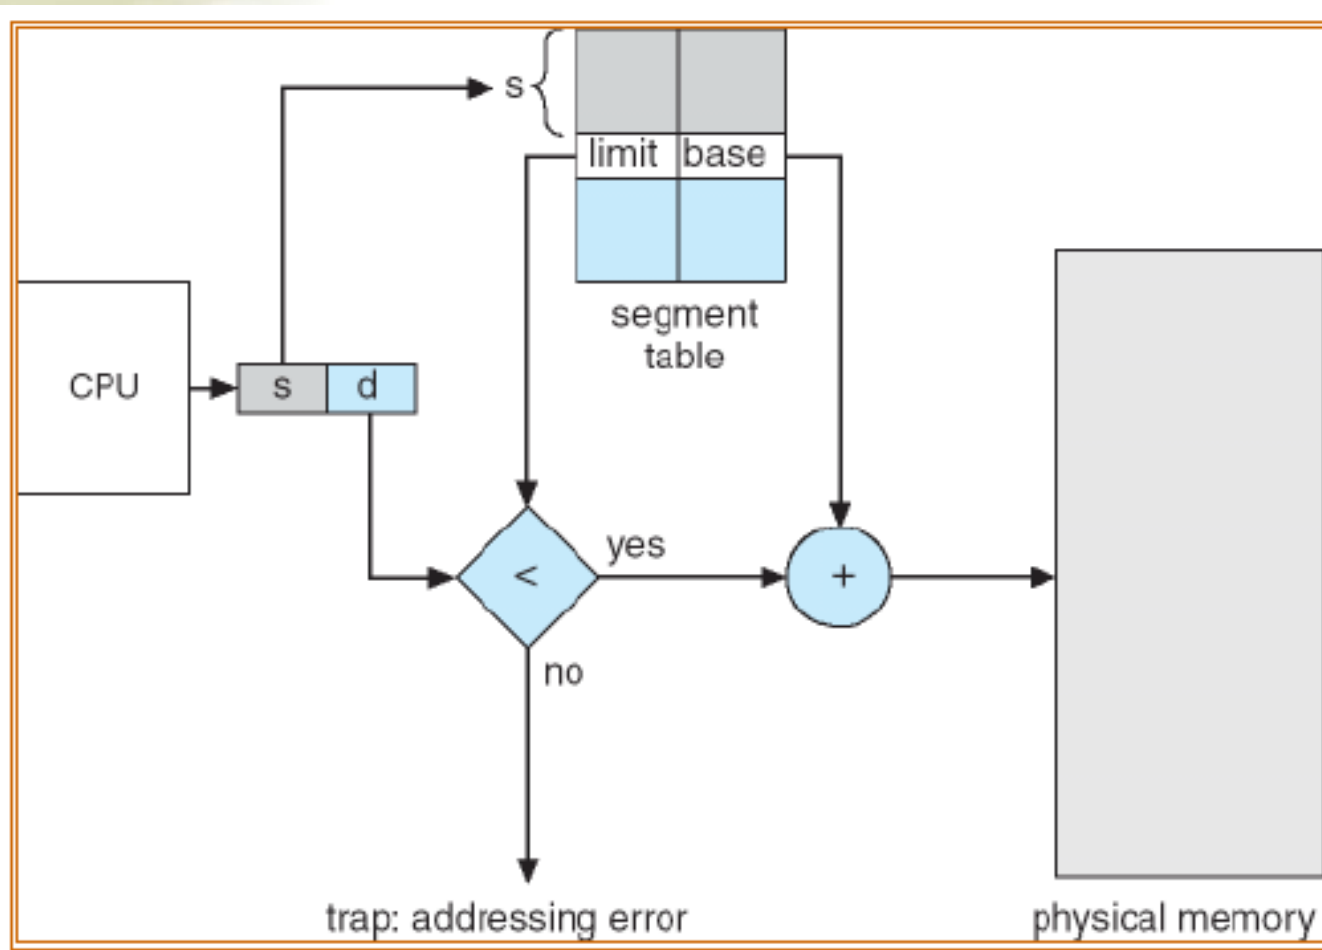 s
limit base
segment
table
CPU
s d
yes
<
+
no
trap: addressing error
physical memory